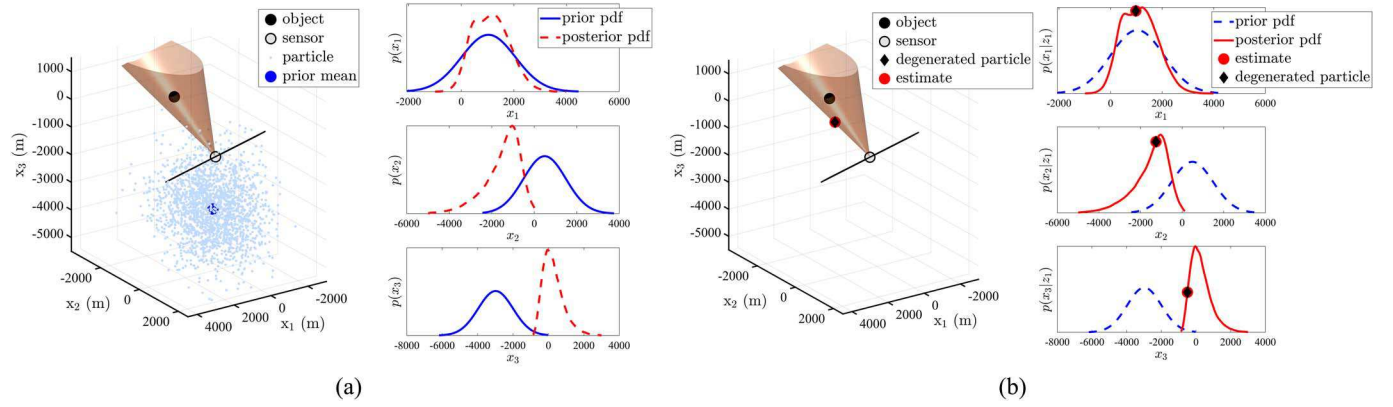 object
sensor
particle
prior mean
1000
0
-1000
-2000
-3000
-4000
-5000
x3 (m)
-2000
0
2000
x2 (m)
4000
2000
0
-2000
x1 (m)
prior pdf
posterior pdf
p(x1)
-2000 0 2000 4000 6000
x1
p(x2)
-6000 -4000 -2000 0 2000 4000
x2
p(x3)
-8000 -6000 -4000 -2000 0 2000 4000
x3
(a)
object
sensor
degenerated particle
estimate
1000
0
-1000
-2000
-3000
-4000
-5000
x3 (m)
-2000
0
2000
x2 (m)
4000
2000
0
-2000
x1 (m)
prior pdf
posterior pdf
estimate
degenerated particle
p(x1|z1)
-2000 0 2000 4000 6000
x1
p(x2|z1)
-6000 -4000 -2000 0 2000 4000
x2
p(x3|z1)
-8000 -6000 -4000 -2000 0 2000 4000
x3
(b)